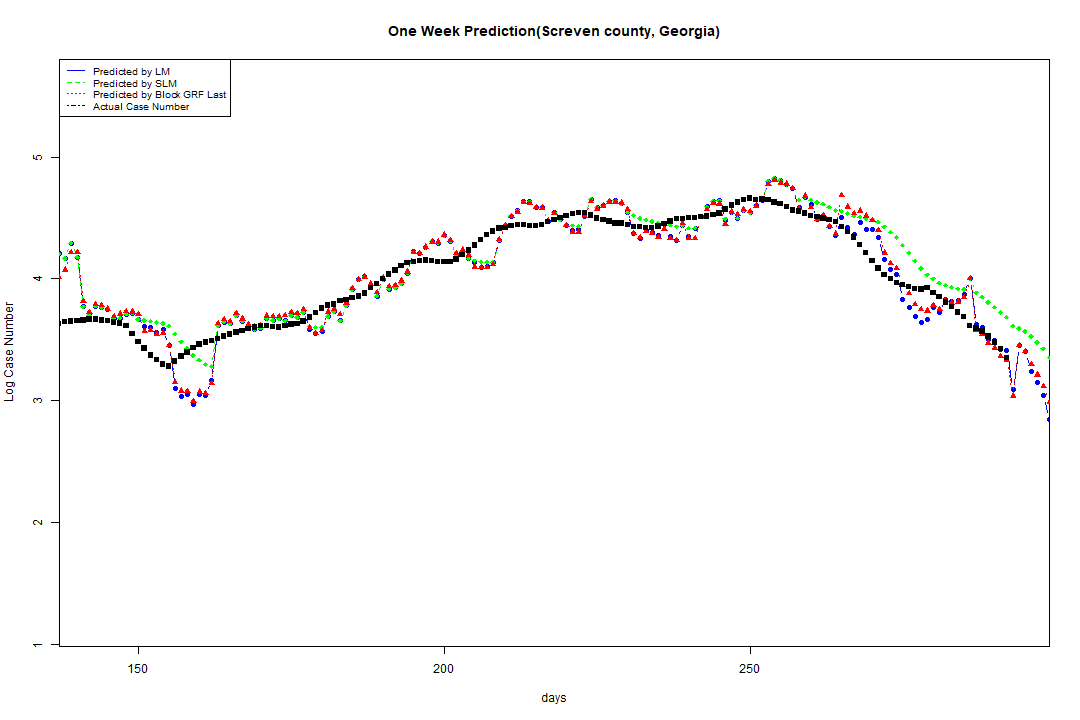 One Week Prediction(Screven county, Georgia)
Predicted by LM
Predicted by SLM
Predicted by Block GRF Last
Actual Case Number
5
4
3
2
1
Log Case Number
150 200 250
days